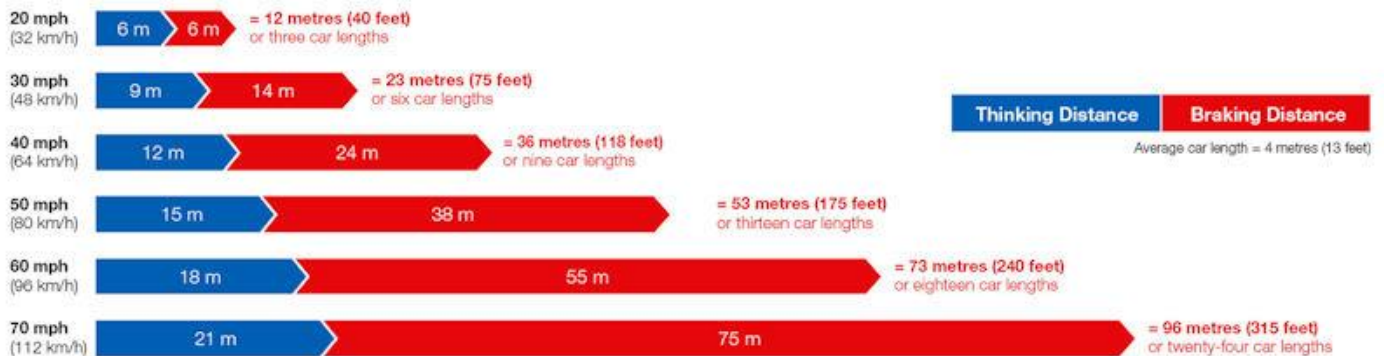 20 mph
(32 km/h)
6 m 6 m
= 12 metres (40 feet)
or three car lengths
30 mph
(48 km/h)
9 m 14 m
= 23 metres (75 feet)
or six car lengths
Thinking Distance Braking Distance
Average car length = 4 metres (13 feet)
40 mph
(64 km/h)
12 m 24 m
= 36 metres (118 feet)
or nine car lengths
50 mph
(80 km/h)
15 m 38 m
= 53 metres (175 feet)
or thirteen car lengths
60 mph
(96 km/h)
18 m 55 m
= 73 metres (240 feet)
or eighteen car lengths
70 mph
(112 km/h)
21 m 75 m
= 96 metres (315 feet)
or twenty-four car lengths